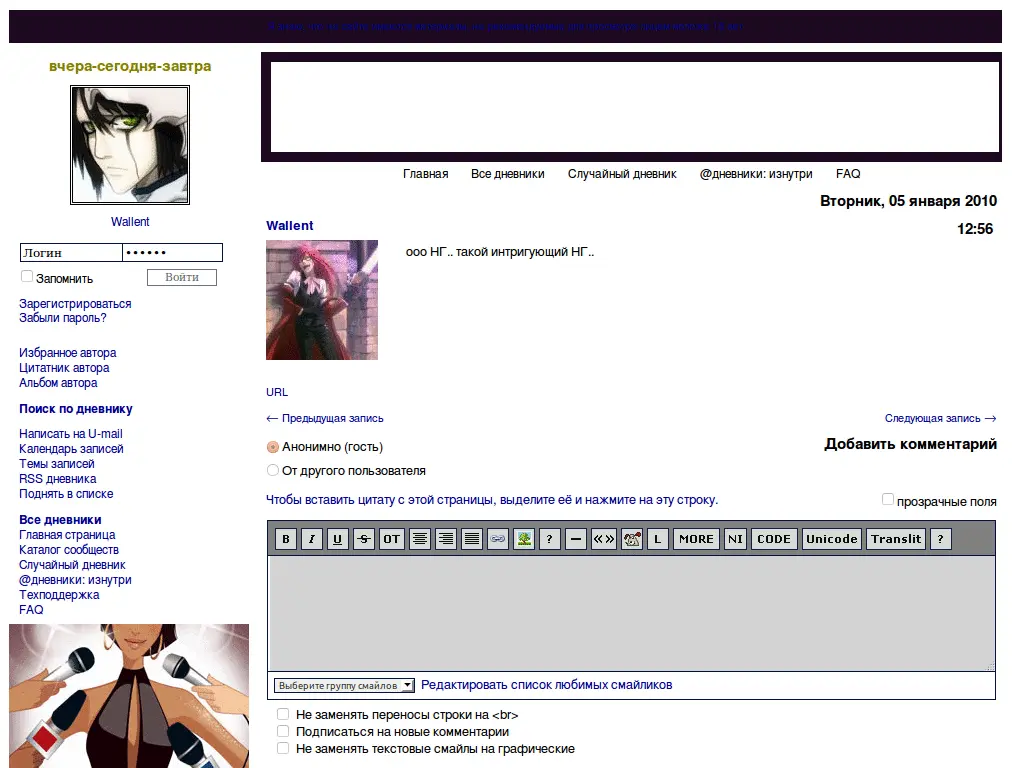 вчера-сегодня-завтра
Wallent
Логин ••••••
Запомнить Войти
Зарегистрироваться
Забыли пароль?
Избранное автора
Цитатник автора
Альбом автора
Поиск по дневнику
Написать на U-mail
Календарь записей
Темы записей
RSS дневника
Поднять в списке
Все дневники
Главная страница
Каталог сообществ
Случайный дневник
@дневники: изнутри
Техподдержка
FAQ
Главная Все дневники Случайный дневник @дневники: изнутри FAQ
Вторник, 05 января 2010
Wallent 12:56
ооо НГ.. такой интригующий НГ..
URL
← Предыдущая запись Следующая запись →
Анонимно (гость) Добавить комментарий
От другого пользователя
Чтобы вставить цитату с этой страницы, выделите её и нажмите на эту строку. прозрачные поля
B I U S OT ? — «» L MORE NI CODE Unicode Translit ?
Выберите группу смайлов Редактировать список любимых смайликов
Не заменять переносы строки на <br>
Подписаться на новые комментарии
Не заменять текстовые смайлы на графические